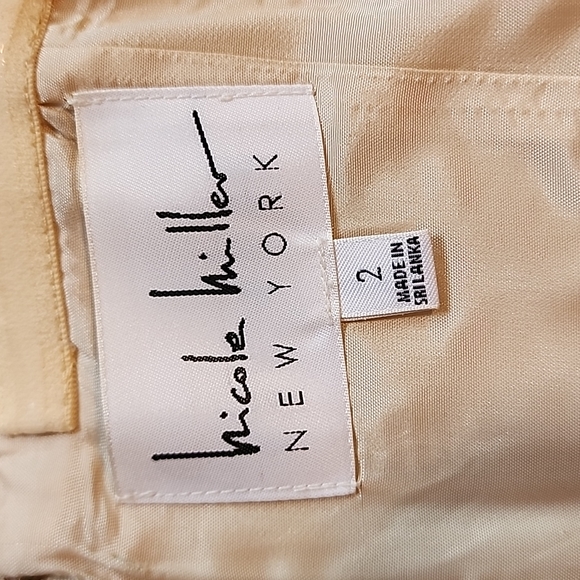 Nicole Miller
NEW YORK
2
MADE IN
SRI LANKA